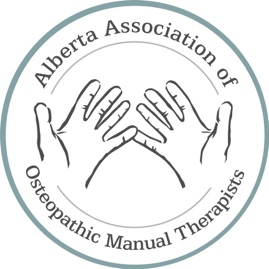 Alberta Association of
Osteopathic Manual Therapists